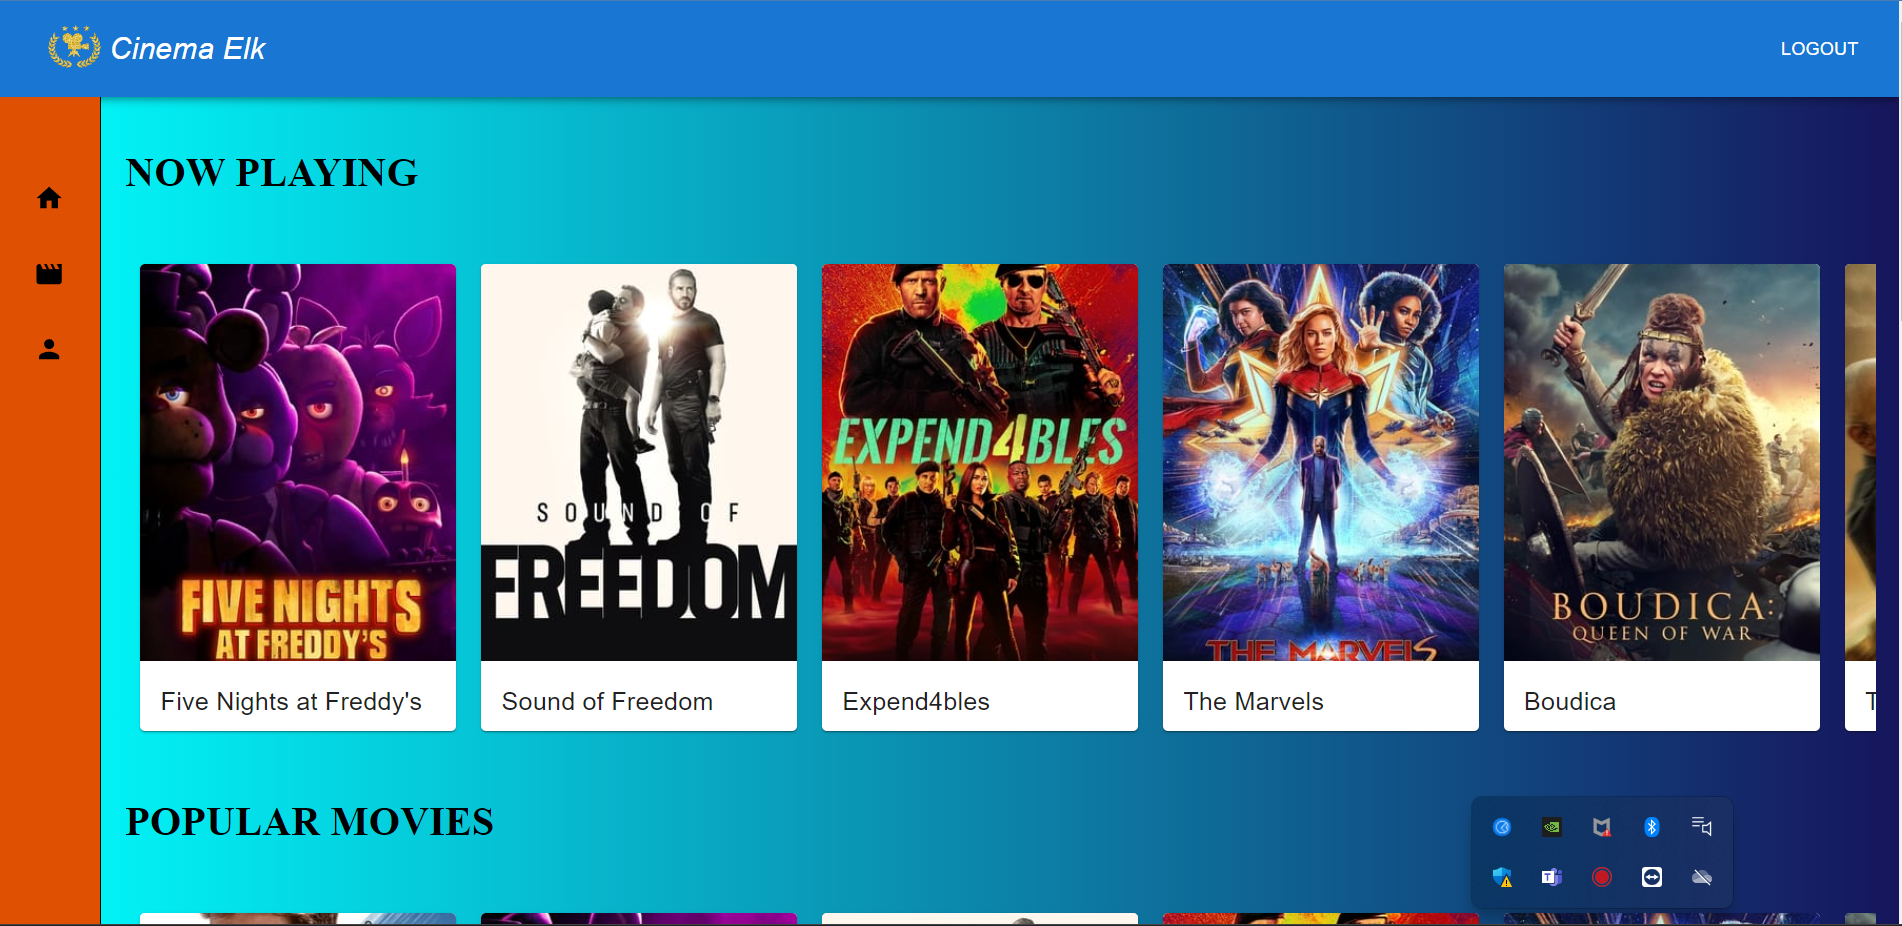 Cinema Elk
LOGOUT
NOW PLAYING
FIVE NIGHTS
AT FREDDY'S
SOUND OF
FREEDOM
EXPEND4BLES
THE MARVELS
BOUDICA:
QUEEN OF WAR
Five Nights at Freddy's
Sound of Freedom
Expend4bles
The Marvels
Boudica
T
POPULAR MOVIES